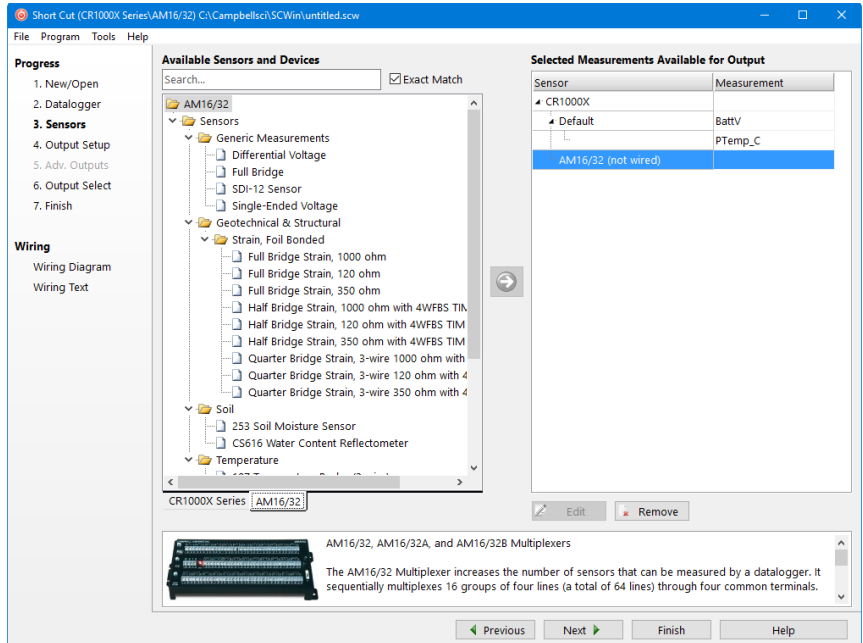 Short Cut (CR1000X Series\AM16/32) C:\Campbellsci\SCWin\untitled.scw
File Program Tools Help
Progress
1. New/Open
2. Datalogger
3. Sensors
4. Output Setup
5. Adv. Outputs
6. Output Select
7. Finish
Wiring
Wiring Diagram
Wiring Text
Available Sensors and Devices
Search...
Exact Match
AM16/32
Sensors
Generic Measurements
Differential Voltage
Full Bridge
SDI-12 Sensor
Single-Ended Voltage
Geotechnical & Structural
Strain, Foil Bonded
Full Bridge Strain, 1000 ohm
Full Bridge Strain, 120 ohm
Full Bridge Strain, 350 ohm
Half Bridge Strain, 1000 ohm with 4WFBS TIM
Half Bridge Strain, 120 ohm with 4WFBS TIM
Half Bridge Strain, 350 ohm with 4WFBS TIM
Quarter Bridge Strain, 3-wire 1000 ohm with
Quarter Bridge Strain, 3-wire 120 ohm with 4
Quarter Bridge Strain, 3-wire 350 ohm with 4
Soil
253 Soil Moisture Sensor
CS616 Water Content Reflectometer
Temperature
CR1000X Series
AM16/32
Selected Measurements Available for Output
Sensor Measurement
CR1000X
Default BattV
PTemp_C
AM16/32 (not wired)
Edit
Remove
AM16/32, AM16/32A, and AM16/32B Multiplexers
The AM16/32 Multiplexer increases the number of sensors that can be measured by a datalogger. It
sequentially multiplexes 16 groups of four lines (a total of 64 lines) through four common terminals.
Previous
Next
Finish
Help